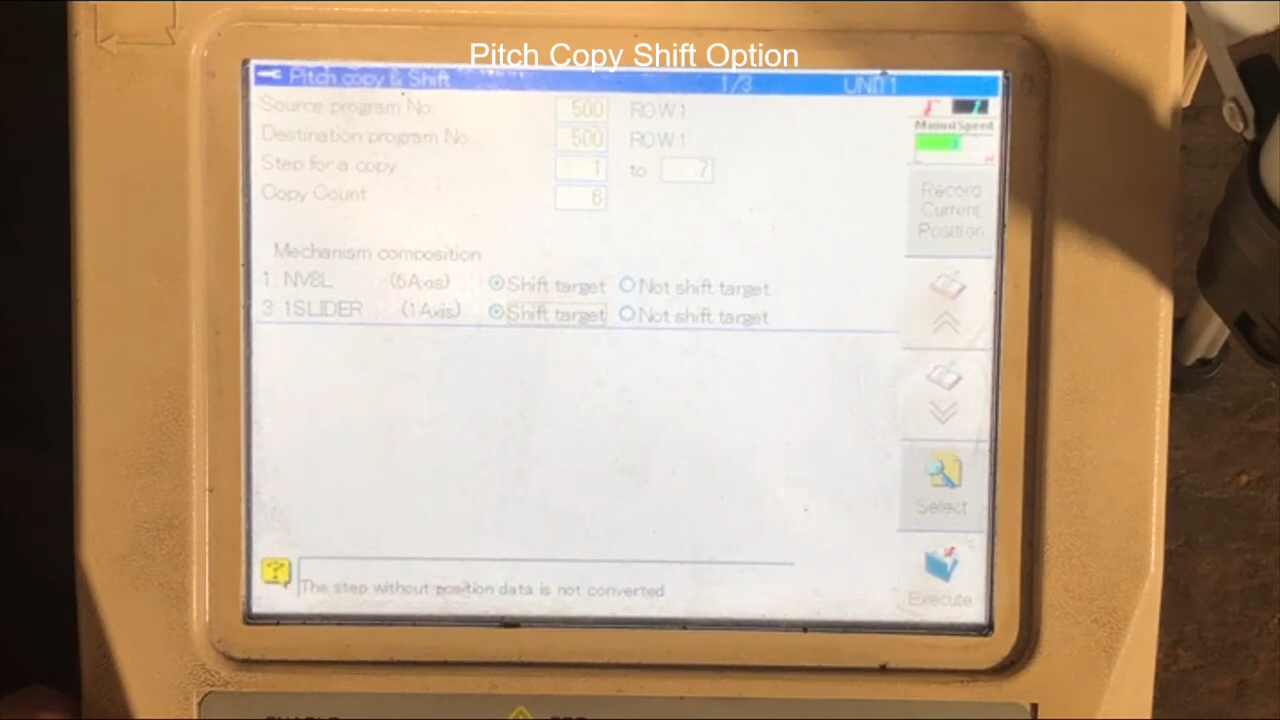 Pitch Copy Shift Option
Pitch copy & Shift 1/3 UNIT1
Source program No. 500 ROW1
Destination program No. 500 ROW1
Step for a copy 1 to 7
Copy Count 6
Manual Speed
Record
Current
Position
Mechanism composition
1 NV8L (6Axis) Shift target Not shift target
3 1SLIDER (1Axis) Shift target Not shift target
Select
The step without position data is not converted
Execute